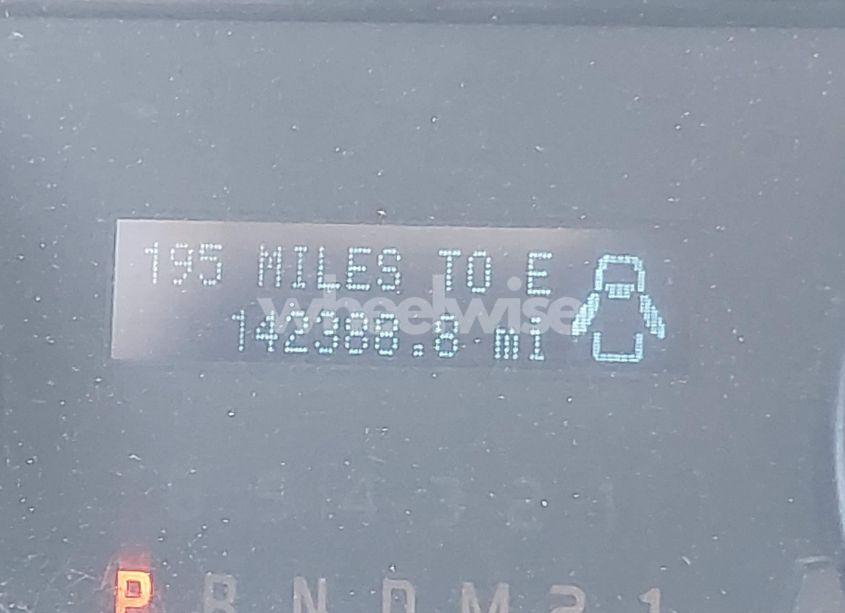 195 MILES TO E
142388.8 mi
wheelwise
P R N D M 2 1